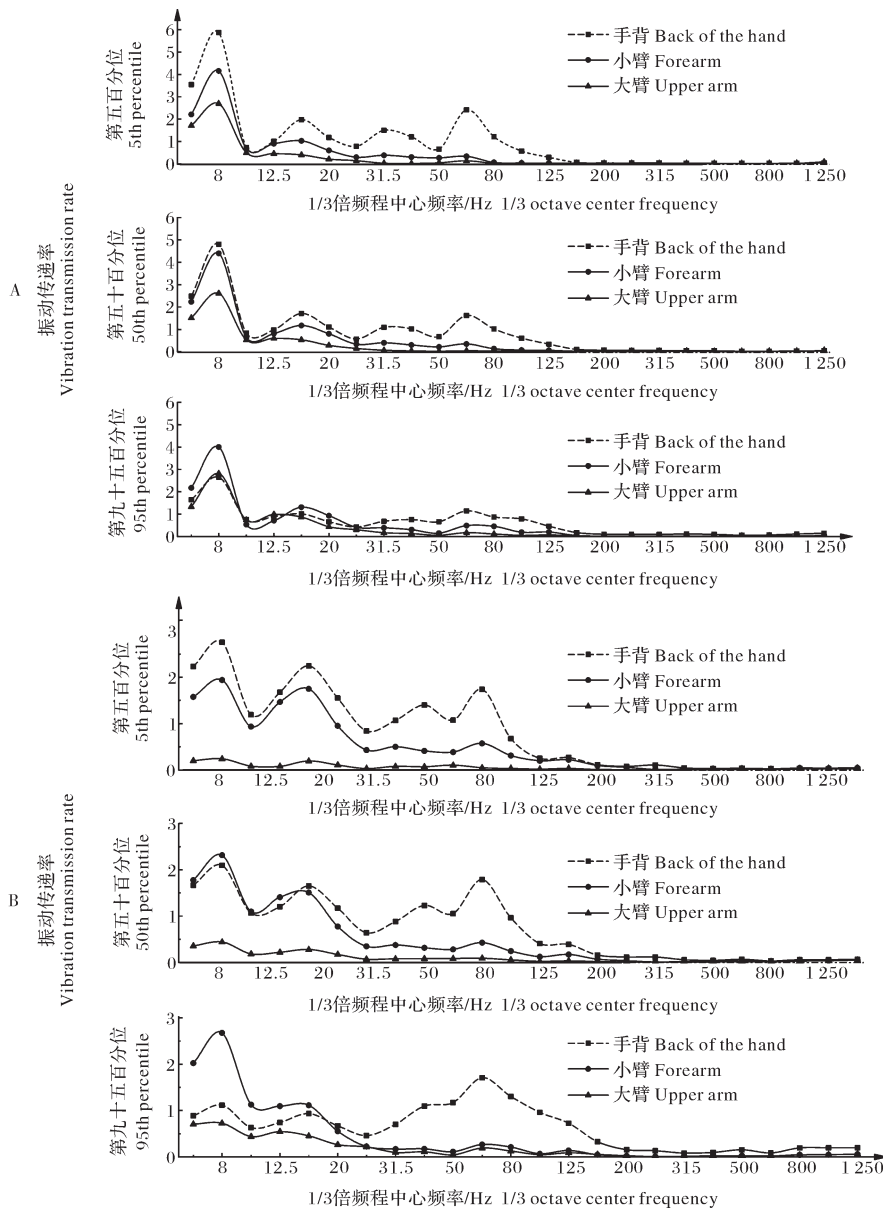 A
振动传递率
Vibration transmission rate
第五百分位
5th percentile
6
5
4
3
2
1
0
手背 Back of the hand
小臂 Forearm
大臂 Upper arm
8 12.5 20 31.5 50 80 125 200 315 500 800 1 250
1/3倍频程中心频率/Hz 1/3 octave center frequency
第五十百分位
50th percentile
6
5
4
3
2
1
0
手背 Back of the hand
小臂 Forearm
大臂 Upper arm
8 12.5 20 31.5 50 80 125 200 315 500 800 1 250
1/3倍频程中心频率/Hz 1/3 octave center frequency
第九十五百分位
95th percentile
6
5
4
3
2
1
0
手背 Back of the hand
小臂 Forearm
大臂 Upper arm
8 12.5 20 31.5 50 80 125 200 315 500 800 1 250
1/3倍频程中心频率/Hz 1/3 octave center frequency
B
振动传递率
Vibration transmission rate
第五百分位
5th percentile
3
2
1
0
手背 Back of the hand
小臂 Forearm
大臂 Upper arm
8 12.5 20 31.5 50 80 125 200 315 500 800 1 250
1/3倍频程中心频率/Hz 1/3 octave center frequency
第五十百分位
50th percentile
3
2
1
0
手背 Back of the hand
小臂 Forearm
大臂 Upper arm
8 12.5 20 31.5 50 80 125 200 315 500 800 1 250
1/3倍频程中心频率/Hz 1/3 octave center frequency
第九十五百分位
95th percentile
3
2
1
0
手背 Back of the hand
小臂 Forearm
大臂 Upper arm
8 12.5 20 31.5 50 80 125 200 315 500 800 1 250
1/3倍频程中心频率/Hz 1/3 octave center frequency